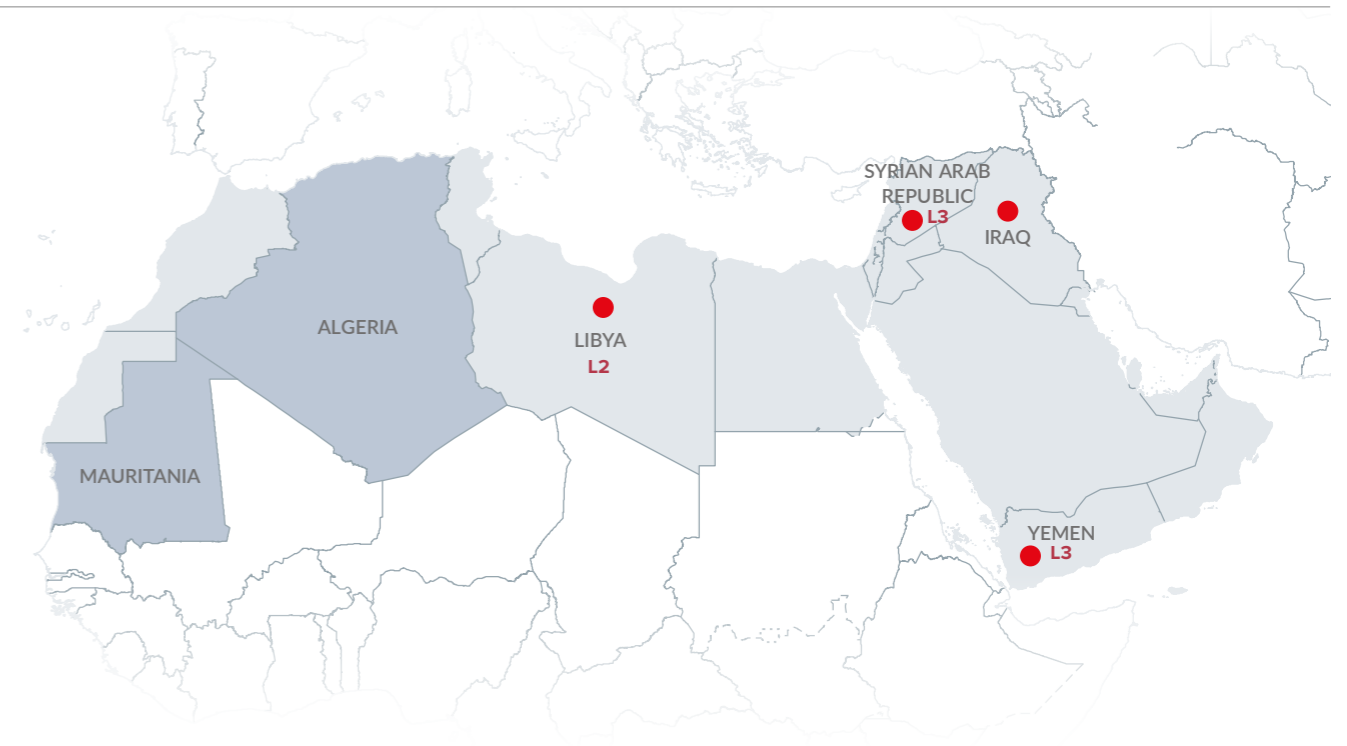 SYRIAN ARAB
REPUBLIC
L3
IRAQ
ALGERIA
LIBYA
L2
MAURITANIA
YEMEN
L3